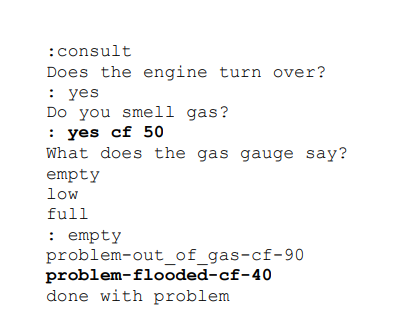 :consult
Does the engine turn over?
: yes
Do you smell gas?
: yes cf 50
What does the gas gauge say?
empty
low
full
: empty
problem-out_of_gas-cf-90
problem-flooded-cf-40
done with problem